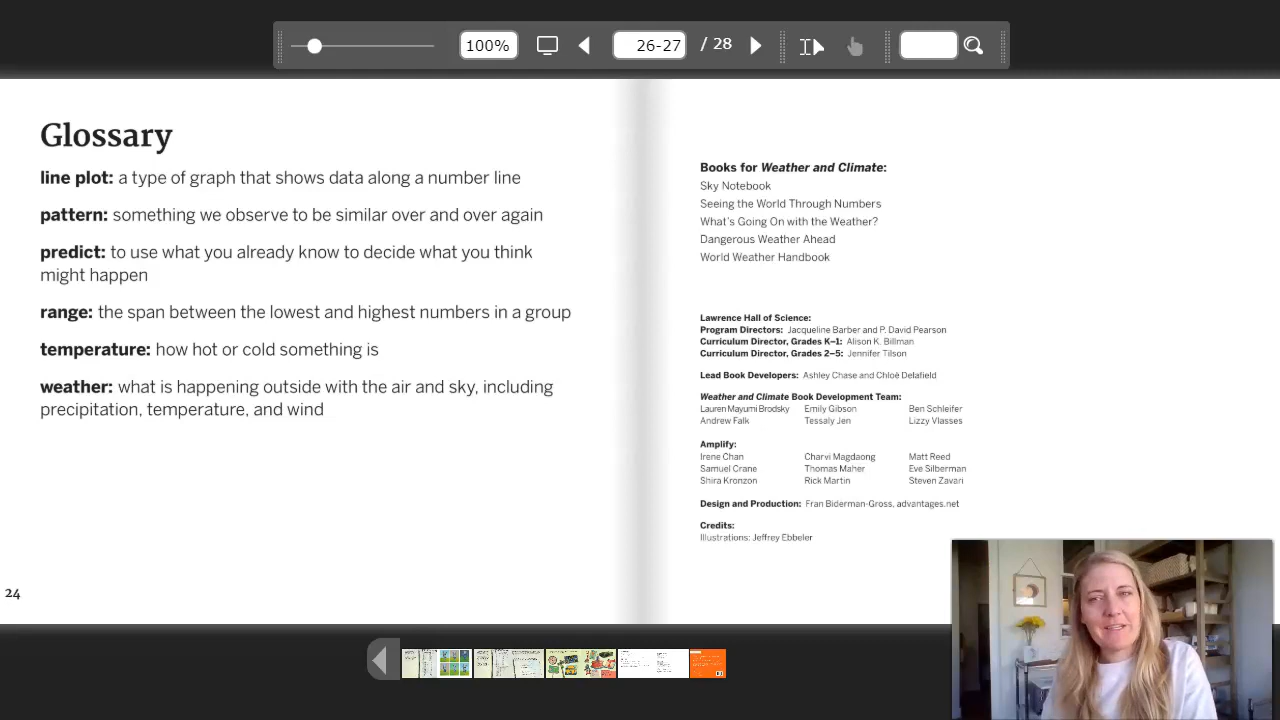 100%
26-27
/ 28
Glossary
line plot: a type of graph that shows data along a number line
pattern: something we observe to be similar over and over again
predict: to use what you already know to decide what you think
might happen
range: the span between the lowest and highest numbers in a group
temperature: how hot or cold something is
weather: what is happening outside with the air and sky, including
precipitation, temperature, and wind
24
Books for Weather and Climate:
Sky Notebook
Seeing the World Through Numbers
What's Going On with the Weather?
Dangerous Weather Ahead
World Weather Handbook
Lawrence Hall of Science:
Program Directors: Jacqueline Barber and P. David Pearson
Curriculum Director, Grades K–1: Alison K. Billman
Curriculum Director, Grades 2–5: Jennifer Tilson
Lead Book Developers: Ashley Chase and Chloë Delafield
Weather and Climate Book Development Team:
Lauren Mayumi Brodsky Emily Gibson Ben Schleifer
Andrew Falk Tessaly Jen Lizzy Vlasses
Amplify:
Irene Chan Charvi Magdaong Matt Reed
Samuel Crane Thomas Maher Eve Silberman
Shira Kronzon Rick Martin Steven Zavari
Design and Production: Fran Biderman-Gross, advantages.net
Credits:
Illustrations: Jeffrey Ebbeler